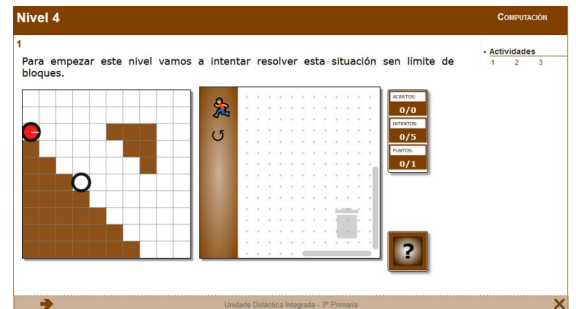 Nivel 4
COMPUTACIÓN
1
Para empezar este nivel vamos a intentar resolver esta situación sen límite de
bloques.
Actividades
1 2 3
ACERTOS:
0/0
INTENTOS:
0/5
PUNTOS:
0/1
?
Unidade Didáctica Integrada - 3º Primaria